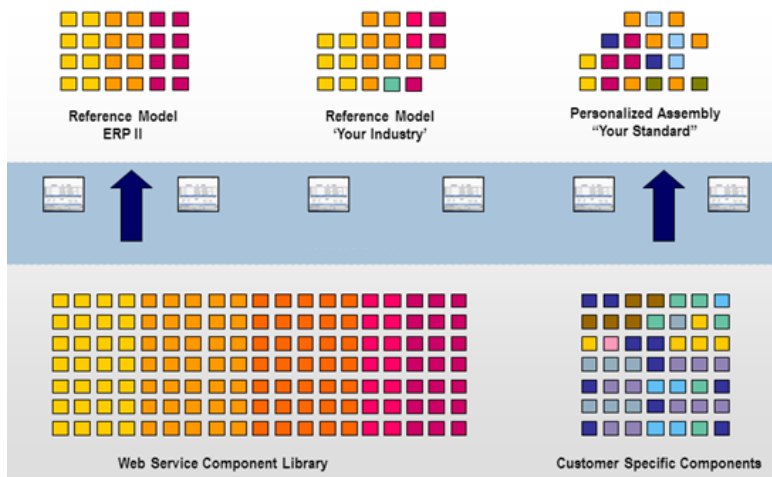 Reference Model
ERP II
Reference Model
‘Your Industry’
Personalized Assembly
“Your Standard”
Web Service Component Library
Customer Specific Components